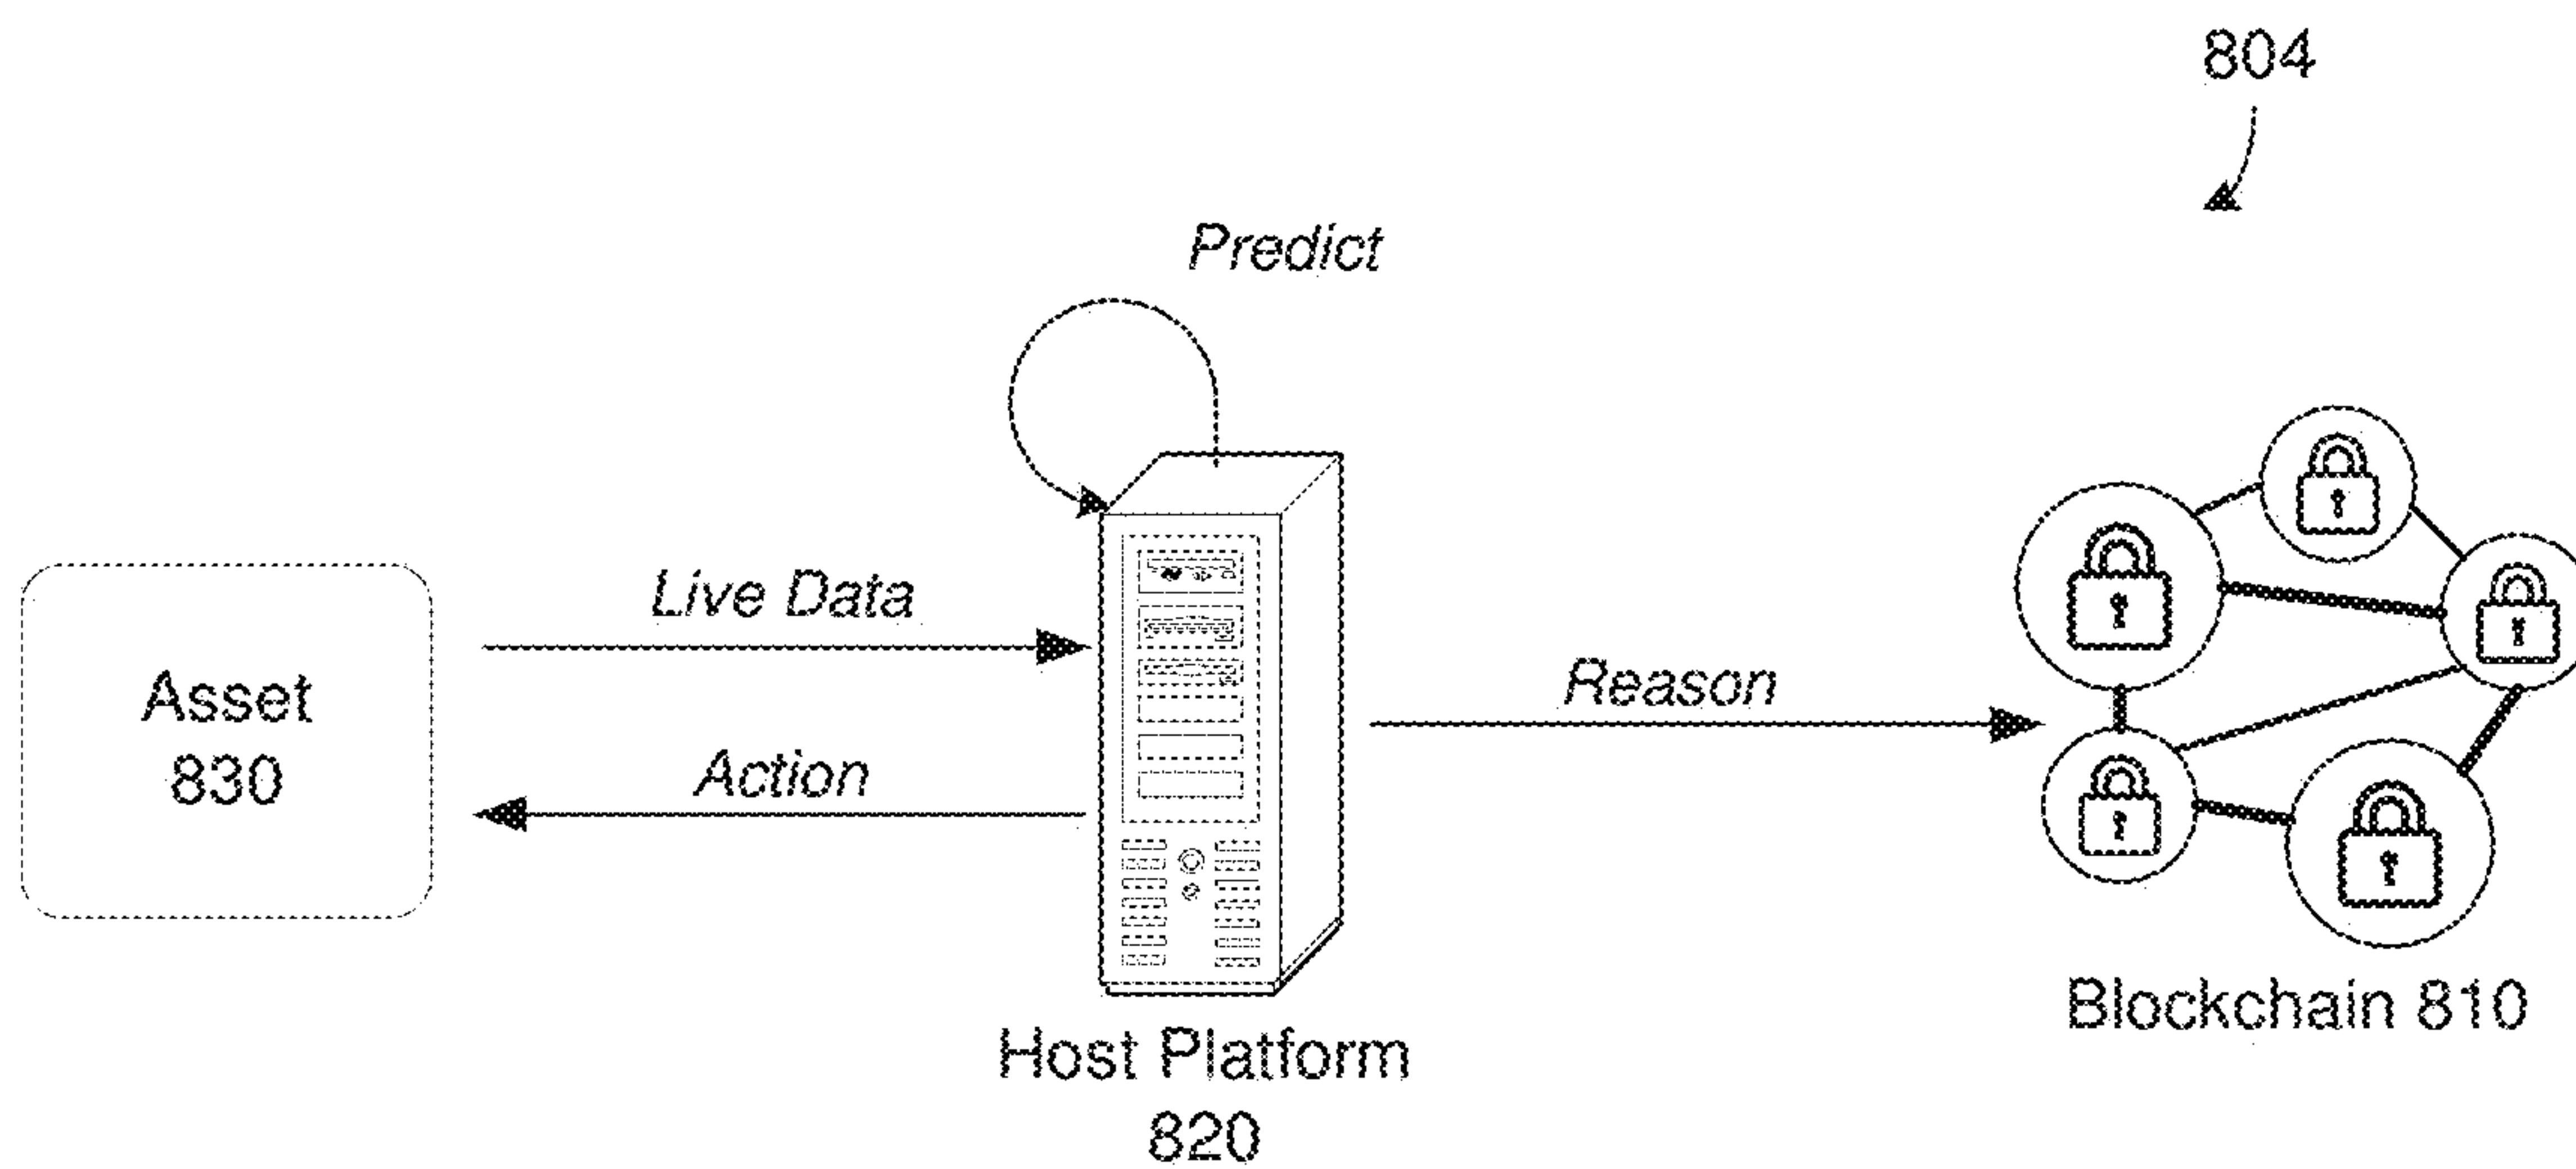 804
Predict
Live Data
Asset
830
Action
Reason
Host Platform
820
Blockchain 810